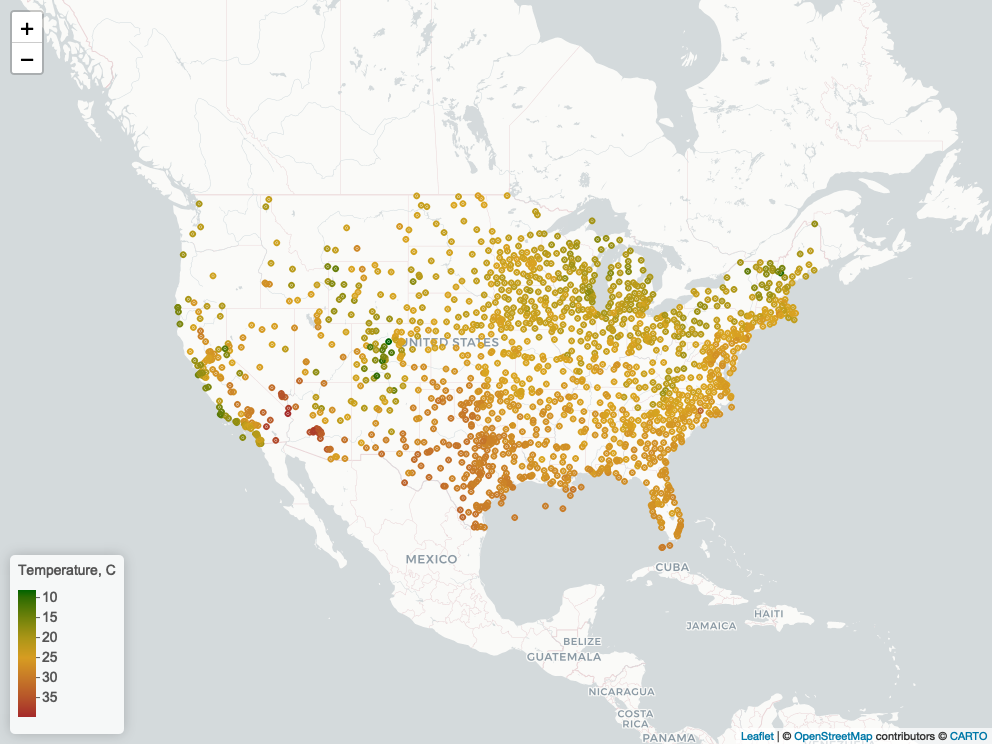 +
−
UNITED STATES
MEXICO
CUBA
HAITI
JAMAICA
BELIZE
GUATEMALA
NICARAGUA
COSTA
RICA
PANAMA
Temperature, C
10
15
20
25
30
35
Leaflet | © OpenStreetMap contributors © CARTO